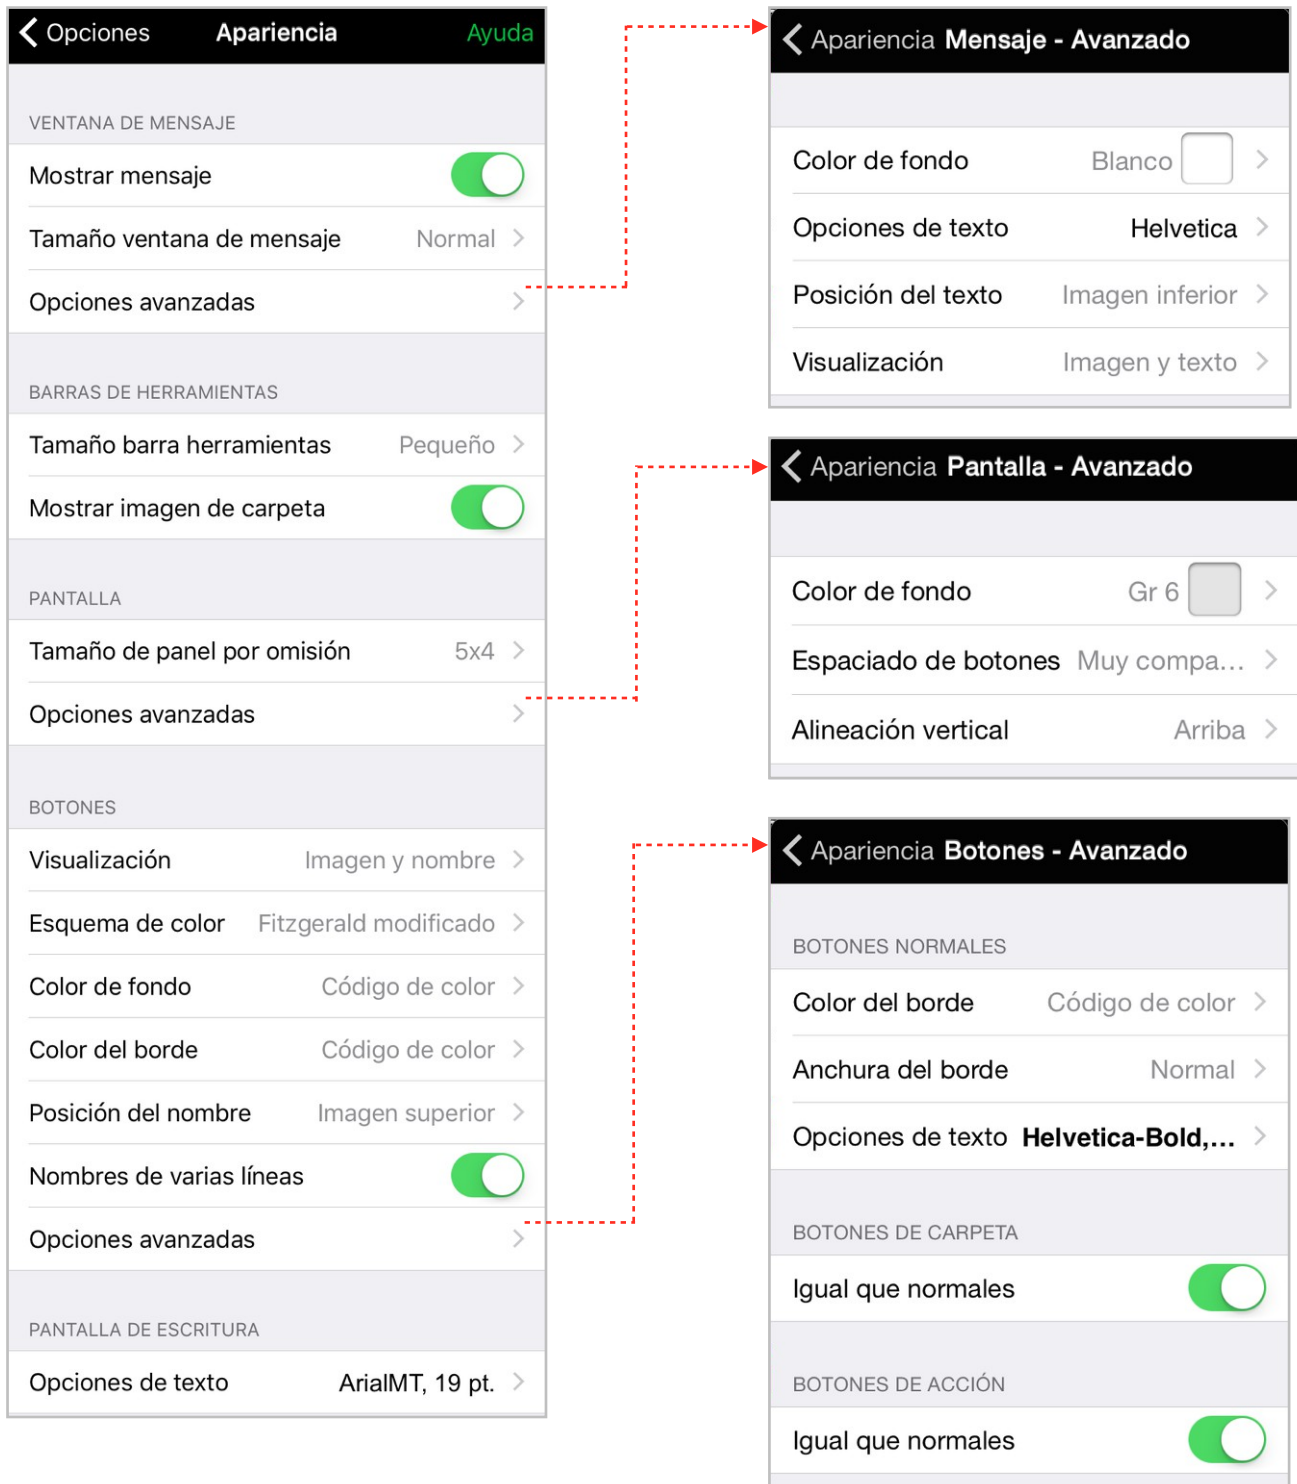 Opciones Apariencia Ayuda
VENTANA DE MENSAJE
Mostrar mensaje
Tamaño ventana de mensaje Normal
Opciones avanzadas
BARRAS DE HERRAMIENTAS
Tamaño barra herramientas Pequeño
Mostrar imagen de carpeta
PANTALLA
Tamaño de panel por omisión 5x4
Opciones avanzadas
BOTONES
Visualización Imagen y nombre
Esquema de color Fitzgerald modificado
Color de fondo Código de color
Color del borde Código de color
Posición del nombre Imagen superior
Nombres de varias líneas
Opciones avanzadas
PANTALLA DE ESCRITURA
Opciones de texto ArialMT, 19 pt.
Apariencia Mensaje - Avanzado
Color de fondo Blanco
Opciones de texto Helvetica
Posición del texto Imagen inferior
Visualización Imagen y texto
Apariencia Pantalla - Avanzado
Color de fondo Gr 6
Espaciado de botones Muy compa...
Alineación vertical Arriba
Apariencia Botones - Avanzado
BOTONES NORMALES
Color del borde Código de color
Anchura del borde Normal
Opciones de texto Helvetica-Bold,...
BOTONES DE CARPETA
Igual que normales
BOTONES DE ACCIÓN
Igual que normales